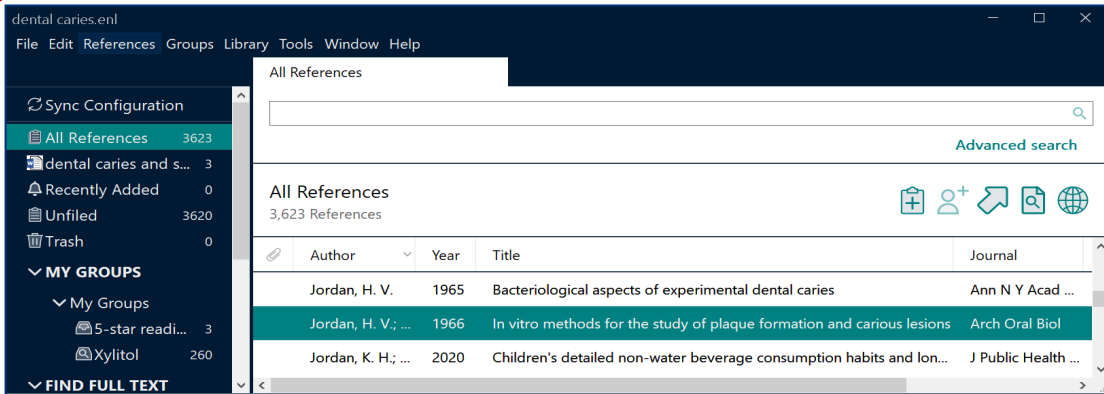 dental caries.enl
File Edit References Groups Library Tools Window Help
All References
Sync Configuration
All References 3623
dental caries and s... 3
Recently Added 0
Unfiled 3620
Trash 0
MY GROUPS
My Groups
5-star readi... 3
Xylitol 260
FIND FULL TEXT
Advanced search
All References
3,623 References
Author Year Title Journal
Jordan, H. V. 1965 Bacteriological aspects of experimental dental caries Ann N Y Acad ...
Jordan, H. V.; ... 1966 In vitro methods for the study of plaque formation and carious lesions Arch Oral Biol
Jordan, K. H.; ... 2020 Children's detailed non-water beverage consumption habits and lon... J Public Health ...